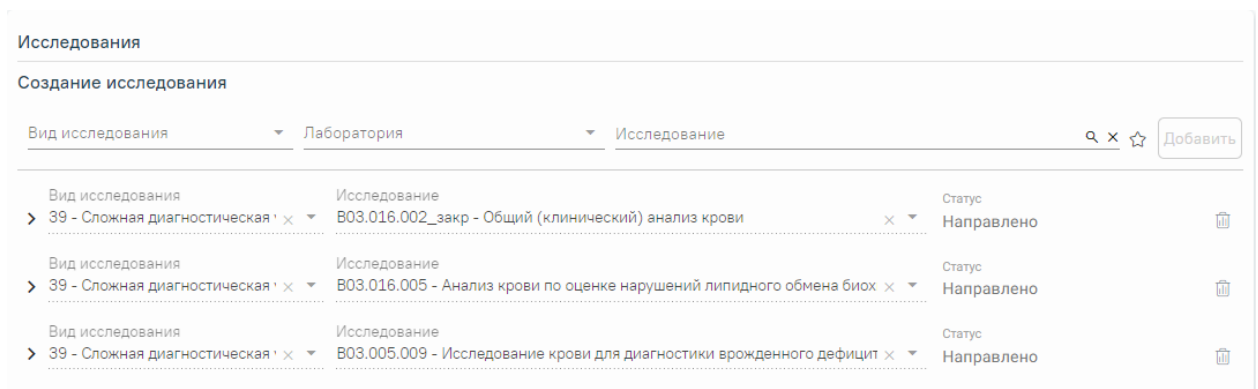 Исследования
Создание исследования
Вид исследования Лаборатория Исследование Добавить
Вид исследования Исследование Статус
39 - Сложная диагностическая B03.016.002_закр - Общий (клинический) анализ крови Направлено
Вид исследования Исследование Статус
39 - Сложная диагностическая B03.016.005 - Анализ крови по оценке нарушений липидного обмена биох Направлено
Вид исследования Исследование Статус
39 - Сложная диагностическая B03.005.009 - Исследование крови для диагностики врожденного дефицит Направлено